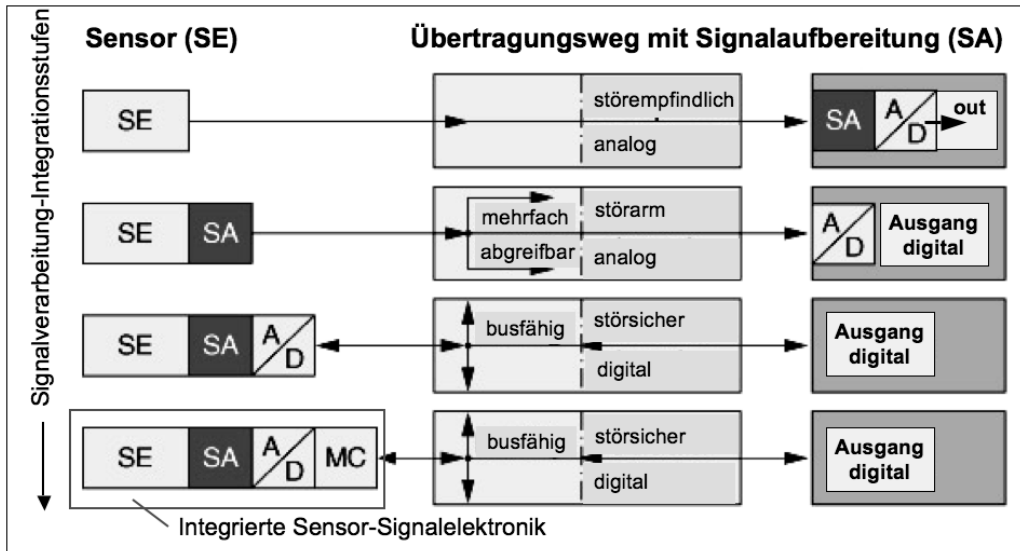 Sensor (SE)
Übertragungsweg mit Signalaufbereitung (SA)
Signalverarbeitung-Integrationsstufen
SE
störempfindlich
analog
SA
A
D
out
SE
SA
mehrfach
abgreifbar
störarm
analog
A
D
Ausgang
digital
SE
SA
A
D
busfähig
störsicher
digital
Ausgang
digital
SE
SA
A
D
MC
busfähig
störsicher
digital
Ausgang
digital
Integrierte Sensor-Signalelektronik